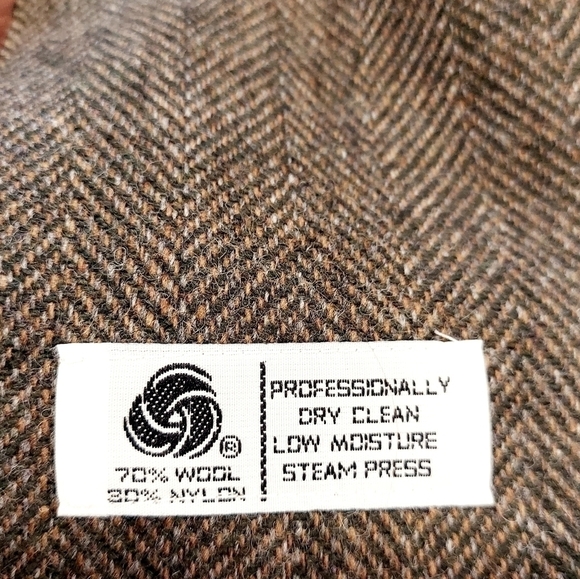 ®
70% WOOL
30% NYLON
PROFESSIONALLY
DRY CLEAN
LOW MOISTURE
STEAM PRESS